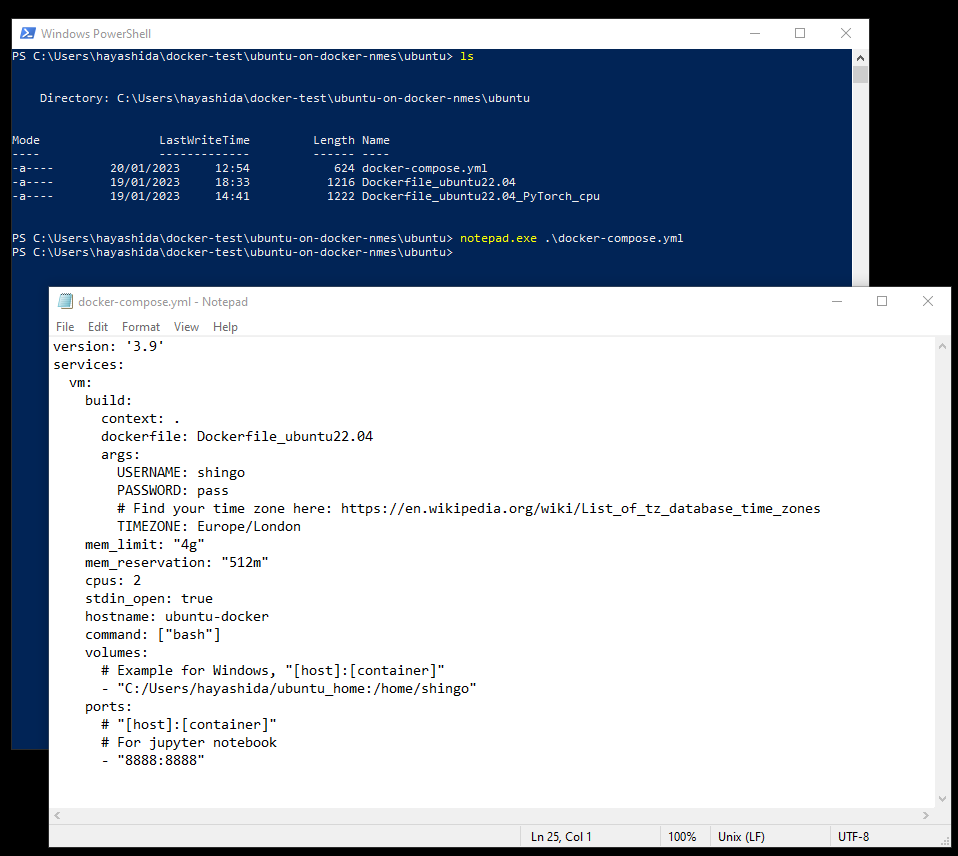 Windows PowerShell
PS C:\Users\hayashida\docker-test\ubuntu-on-docker-nmes\ubuntu> ls
Directory: C:\Users\hayashida\docker-test\ubuntu-on-docker-nmes\ubuntu
Mode LastWriteTime Length Name
---- ------------- ------ ----
-a---- 20/01/2023 12:54 624 docker-compose.yml
-a---- 19/01/2023 18:33 1216 Dockerfile_ubuntu22.04
-a---- 19/01/2023 14:41 1222 Dockerfile_ubuntu22.04_PyTorch_cpu
PS C:\Users\hayashida\docker-test\ubuntu-on-docker-nmes\ubuntu> notepad.exe .\docker-compose.yml
PS C:\Users\hayashida\docker-test\ubuntu-on-docker-nmes\ubuntu>
docker-compose.yml - Notepad
File Edit Format View Help
version: '3.9'
services:
  vm:
    build:
      context: .
      dockerfile: Dockerfile_ubuntu22.04
      args:
        USERNAME: shingo
        PASSWORD: pass
        # Find your time zone here: https://en.wikipedia.org/wiki/List_of_tz_database_time_zones
        TIMEZONE: Europe/London
    mem_limit: "4g"
    mem_reservation: "512m"
    cpus: 2
    stdin_open: true
    hostname: ubuntu-docker
    command: ["bash"]
    volumes:
      # Example for Windows, "[host]:[container]"
      - "C:/Users/hayashida/ubuntu_home:/home/shingo"
    ports:
      # "[host]:[container]"
      # For jupyter notebook
      - "8888:8888"
Ln 25, Col 1 100% Unix (LF) UTF-8